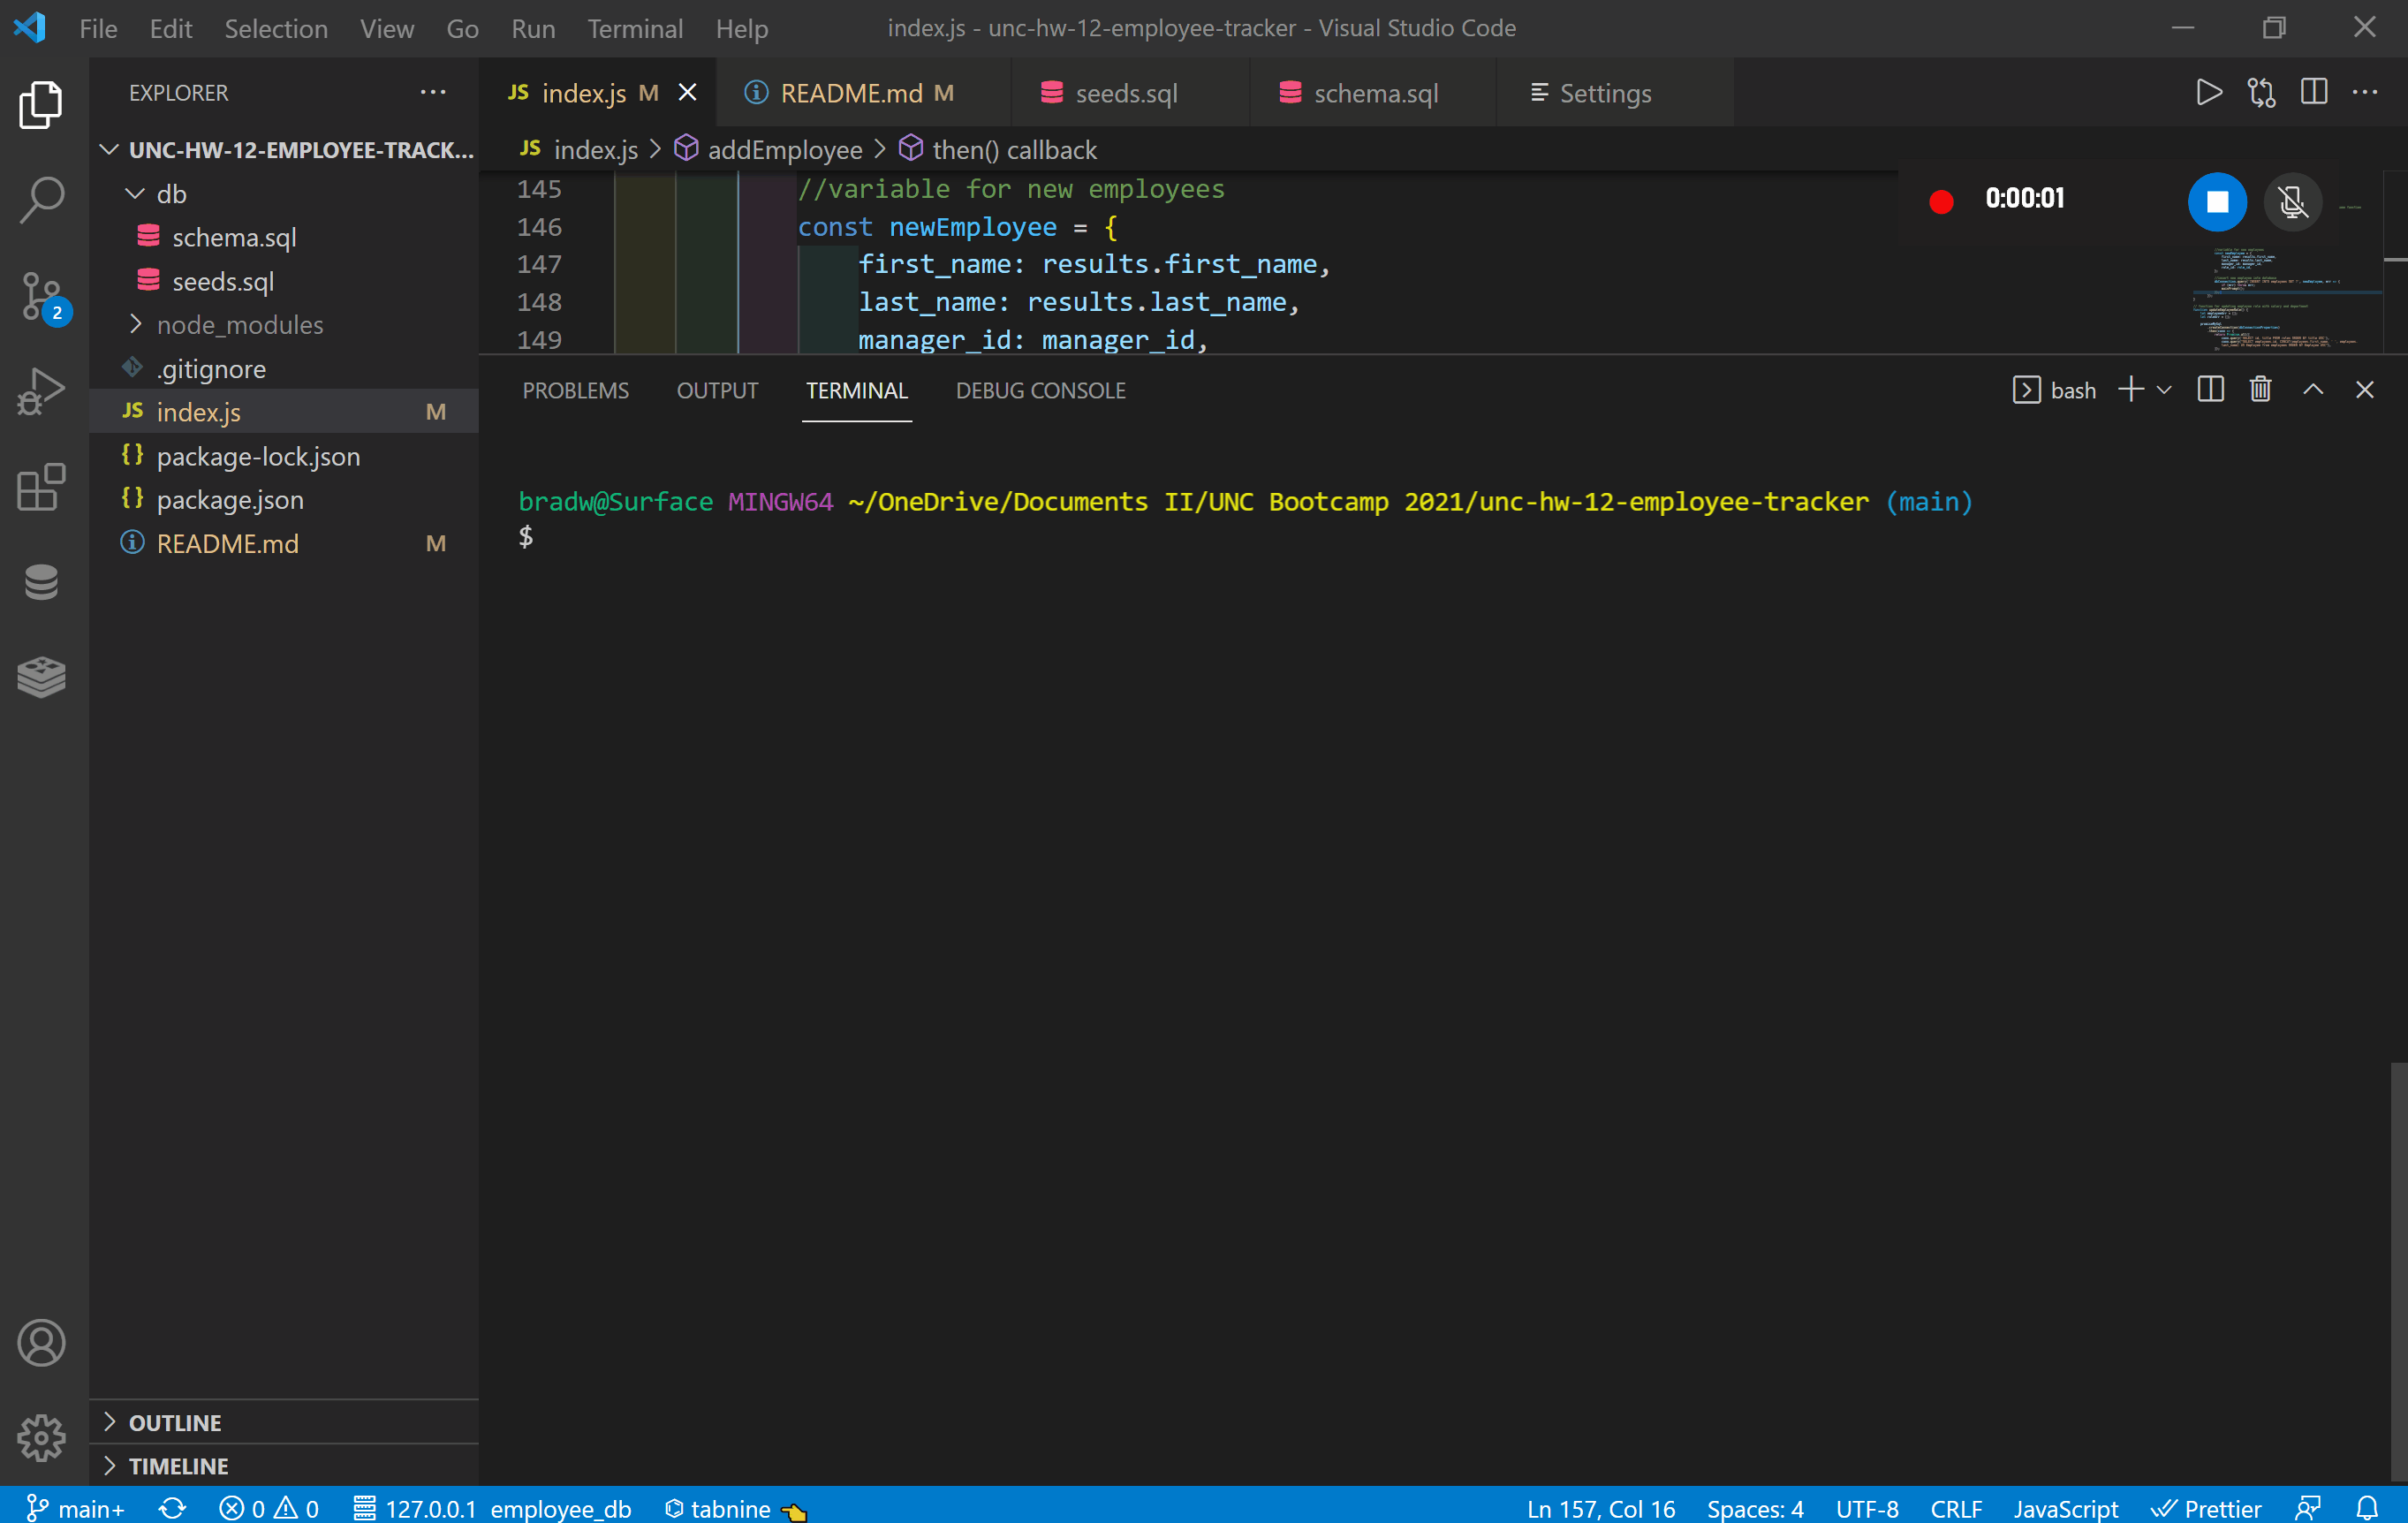 File Edit Selection View Go Run Terminal Help
index.js - unc-hw-12-employee-tracker - Visual Studio Code
EXPLORER
UNC-HW-12-EMPLOYEE-TRACK...
db
schema.sql
seeds.sql
node_modules
.gitignore
index.js M
package-lock.json
package.json
README.md M
2
OUTLINE
TIMELINE
JS index.js M
README.md M
seeds.sql
schema.sql
Settings
JS index.js > addEmployee > then() callback
145 //variable for new employees
146 const newEmployee = {
147 first_name: results.first_name,
148 last_name: results.last_name,
149 manager_id: manager_id,
0:00:01
PROBLEMS OUTPUT TERMINAL DEBUG CONSOLE
bash
bradw@Surface MINGW64 ~/OneDrive/Documents II/UNC Bootcamp 2021/unc-hw-12-employee-tracker (main)
$
main+ 0 0 127.0.0.1 employee_db tabnine
Ln 157, Col 16 Spaces: 4 UTF-8 CRLF JavaScript Prettier